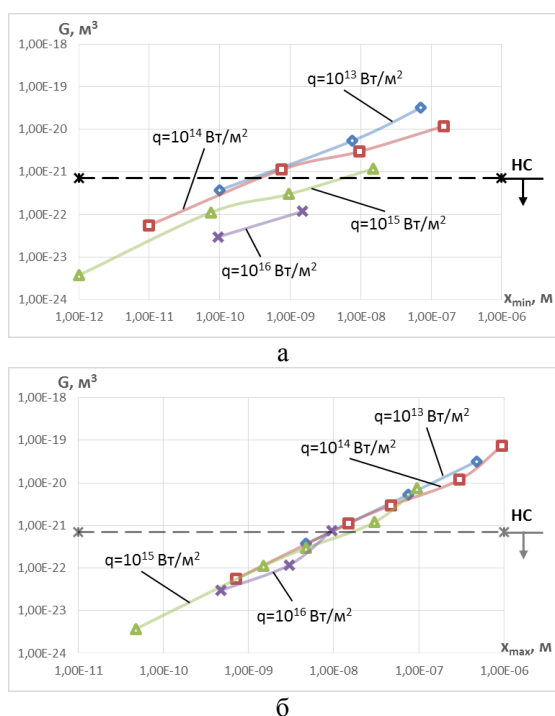 G, м³
1,00E-18
1,00E-19
1,00E-20
1,00E-21
1,00E-22
1,00E-23
1,00E-24
q=10¹³ Вт/м²
q=10¹⁴ Вт/м²
НС
q=10¹⁵ Вт/м²
q=10¹⁶ Вт/м²
x_min, м
1,00E-12 1,00E-11 1,00E-10 1,00E-09 1,00E-08 1,00E-07 1,00E-06
а
G, м³
1,00E-18
1,00E-19
1,00E-20
1,00E-21
1,00E-22
1,00E-23
1,00E-24
q=10¹³ Вт/м²
q=10¹⁴ Вт/м²
НС
q=10¹⁵ Вт/м²
q=10¹⁶ Вт/м²
x_max, м
1,00E-11 1,00E-10 1,00E-09 1,00E-08 1,00E-07 1,00E-06
б